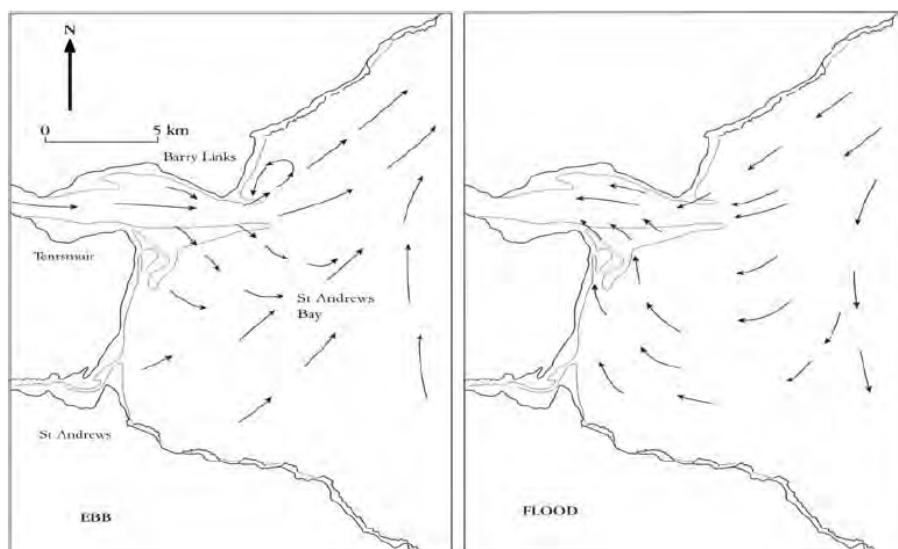 N
0 5 km
Barry Links
Tentsmuir
St Andrews
Bay
St Andrews
EBB
FLOOD